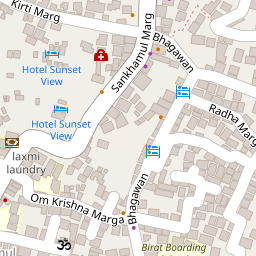 Kirti Marg
Sankhamul Marg
Bhagawan
Hotel Sunset
View
Radha Marg
Hotel Sunset
View
laxmi
laundry
Om Krishna Marga
Bhagawan
Birat Boarding